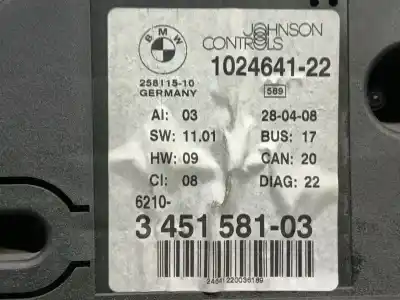 BMW
JOHNSON
CONTROLS
1024641-22
258115-10
GERMANY
589
AI: 03
28-04-08
SW: 11.01
BUS: 17
HW: 09
CAN: 20
CI: 08
DIAG: 22
6210-
3 451 581-03
24641220036189